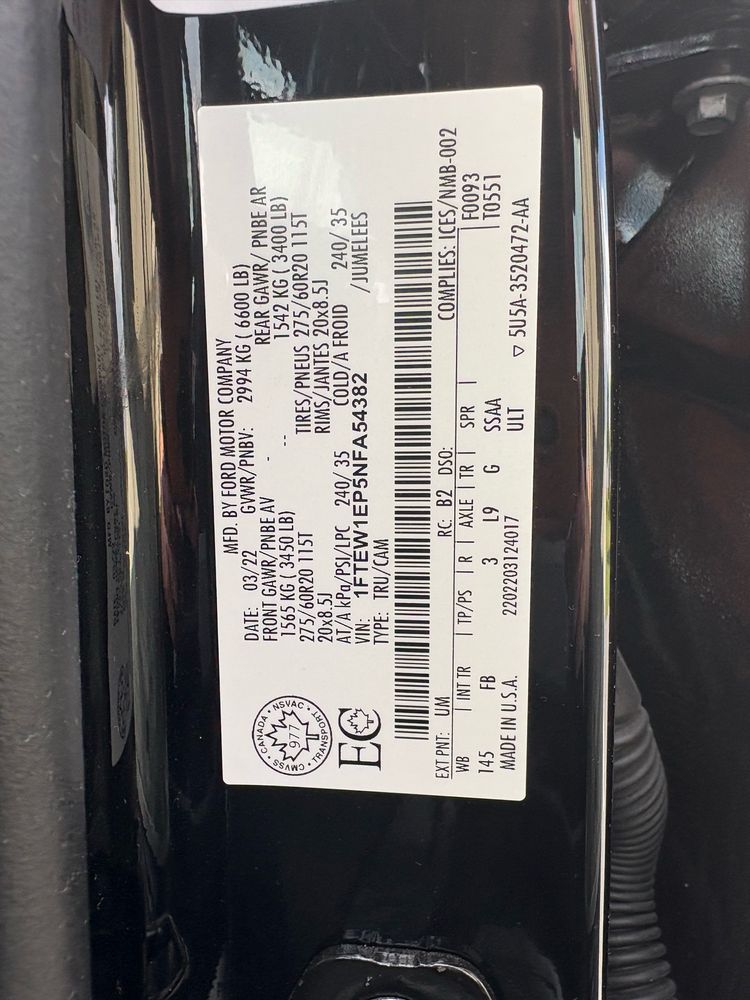 MFD. BY FORD MOTOR COMPANY
DATE: 03/22 GVWR/PNBV: 2994 KG ( 6600 LB)
FRONT GAWR/PNBE AV REAR GAWR/ PNBE AR
1565 KG ( 3450 LB) - -- 1542 KG ( 3400 LB)
275/60R20 115T TIRES/PNEUS 275/60R20 115T
20x8.5J RIMS/JANTES 20x8.5J
AT/A kPa/PSI/LPC 240/ 35 COLD/A FROID 240/ 35
VIN: 1FTEW1EP5NFA54382 /JUMELEES
TYPE: TRU/CAM
CANADA · NSVAC · TRANSPORT · CMVSS ·
977
EC
EXT PNT: UM RC: B2 DSO: COMPLIES: ICES/NMB-002
WB | INT TR | TP/PS | R | AXLE | TR | SPR | F0093
145 FB 3 L9 G SSAA T0551
MADE IN U.S.A. 2202203124017 ULT ▽ 5U5A-3520472-AA